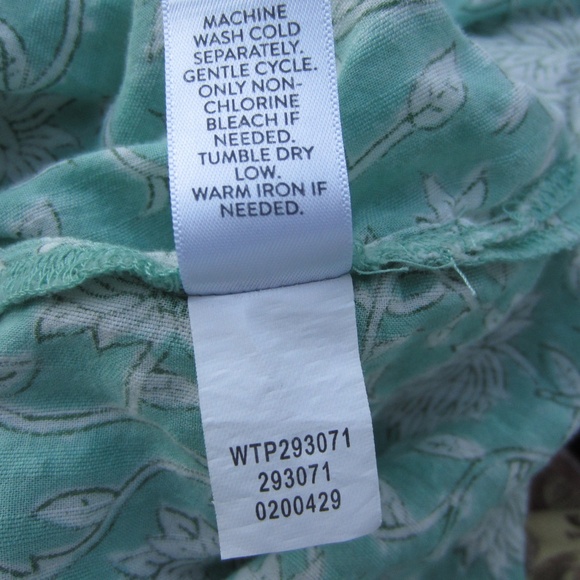 MACHINE
WASH COLD
SEPARATELY.
GENTLE CYCLE.
ONLY NON-
CHLORINE
BLEACH IF
NEEDED.
TUMBLE DRY
LOW.
WARM IRON IF
NEEDED.
WTP293071
293071
0200429